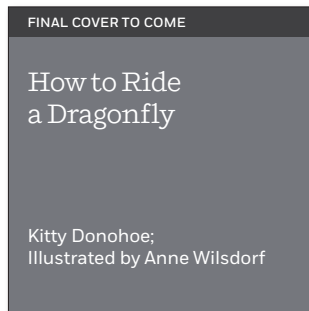 FINAL COVER TO COME
How to Ride
a Dragonfly
Kitty Donohoe;
Illustrated by Anne Wilsdorf